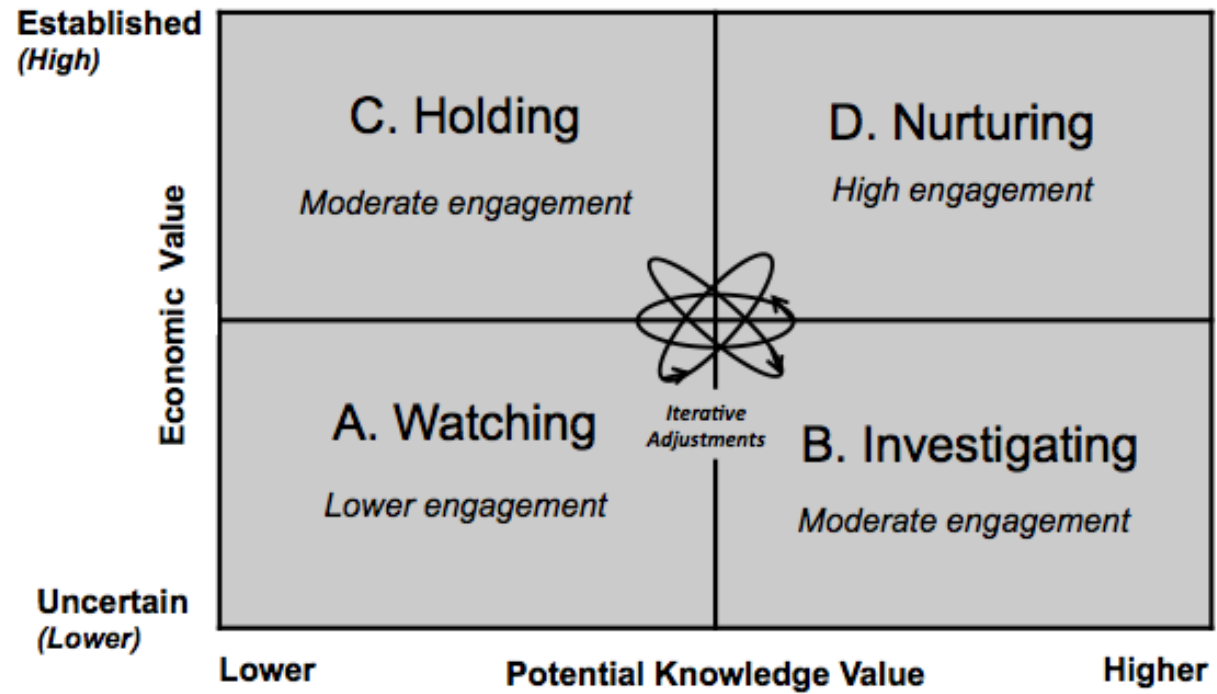 Established
(High)
C. Holding
Moderate engagement
D. Nurturing
High engagement
Economic Value
A. Watching
Lower engagement
Iterative
Adjustments
B. Investigating
Moderate engagement
Uncertain
(Lower)
Lower
Potential Knowledge Value
Higher